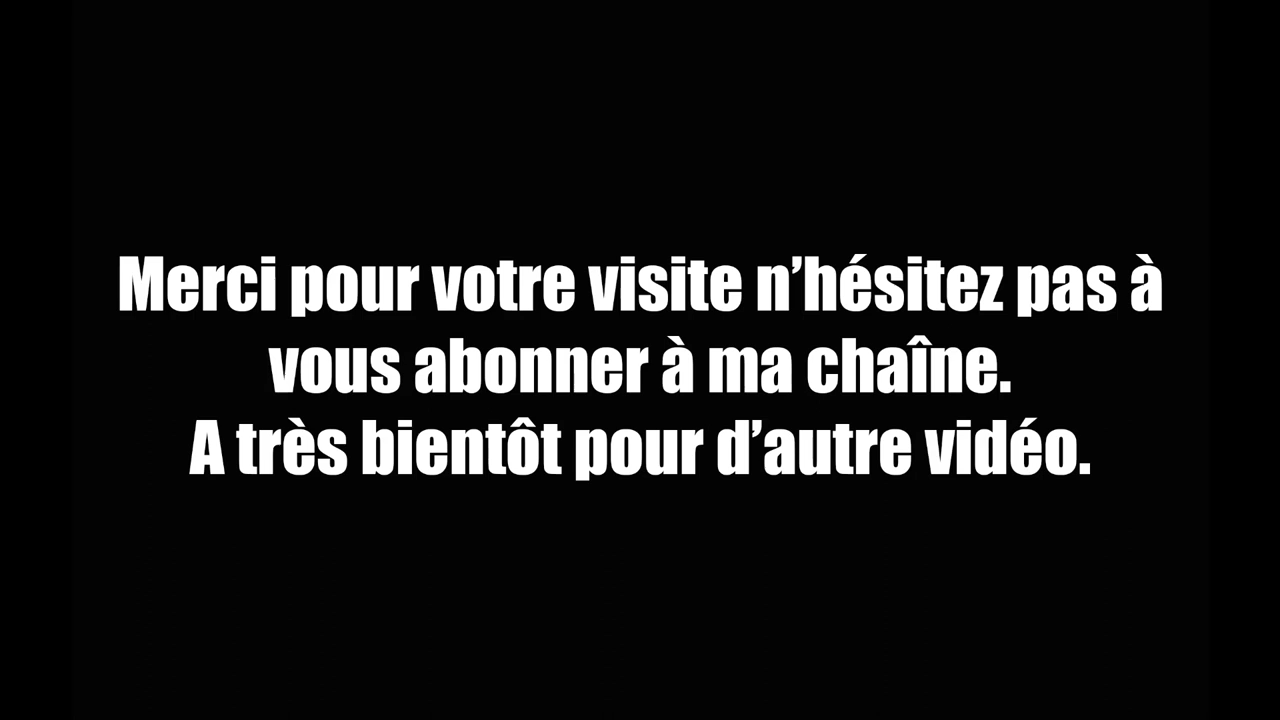 Merci pour votre visite n’hésitez pas à
vous abonner à ma chaîne.
A très bientôt pour d’autre vidéo.